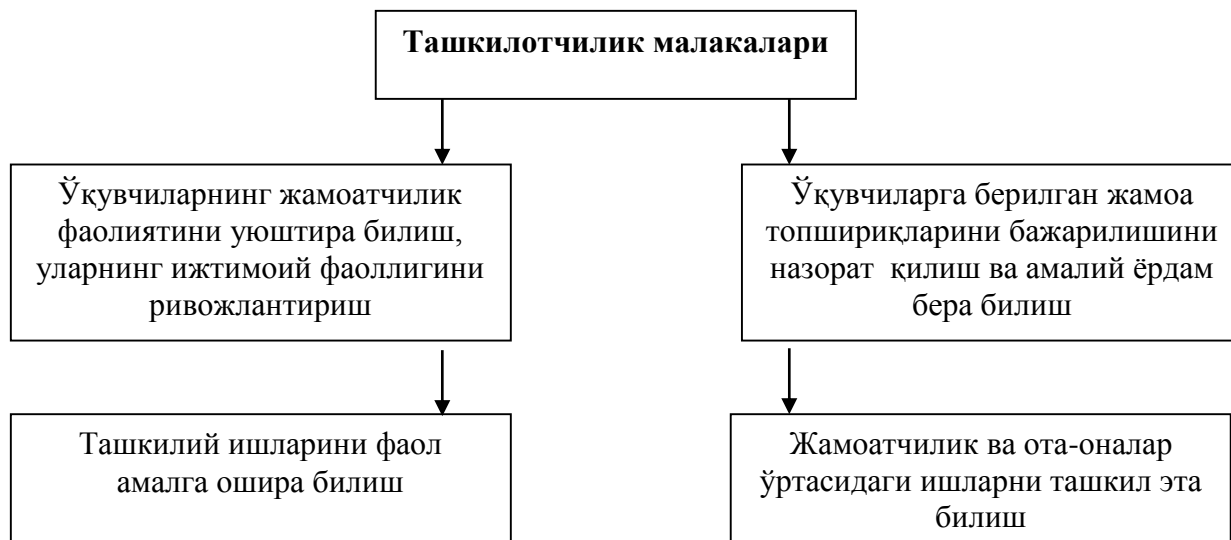 Ташкилотчилик малакалари
Ўқувчиларнинг жамоатчилик
фаолиятини уюштира билиш,
уларнинг ижтимоий фаоллигини
ривожлантириш
Ўқувчиларга берилган жамоа
топшириқларини бажарилишини
назорат қилиш ва амалий ёрдам
бера билиш
Ташкилий ишларини фаол
амалга ошира билиш
Жамоатчилик ва ота-оналар
ўртасидаги ишларни ташкил эта
билиш